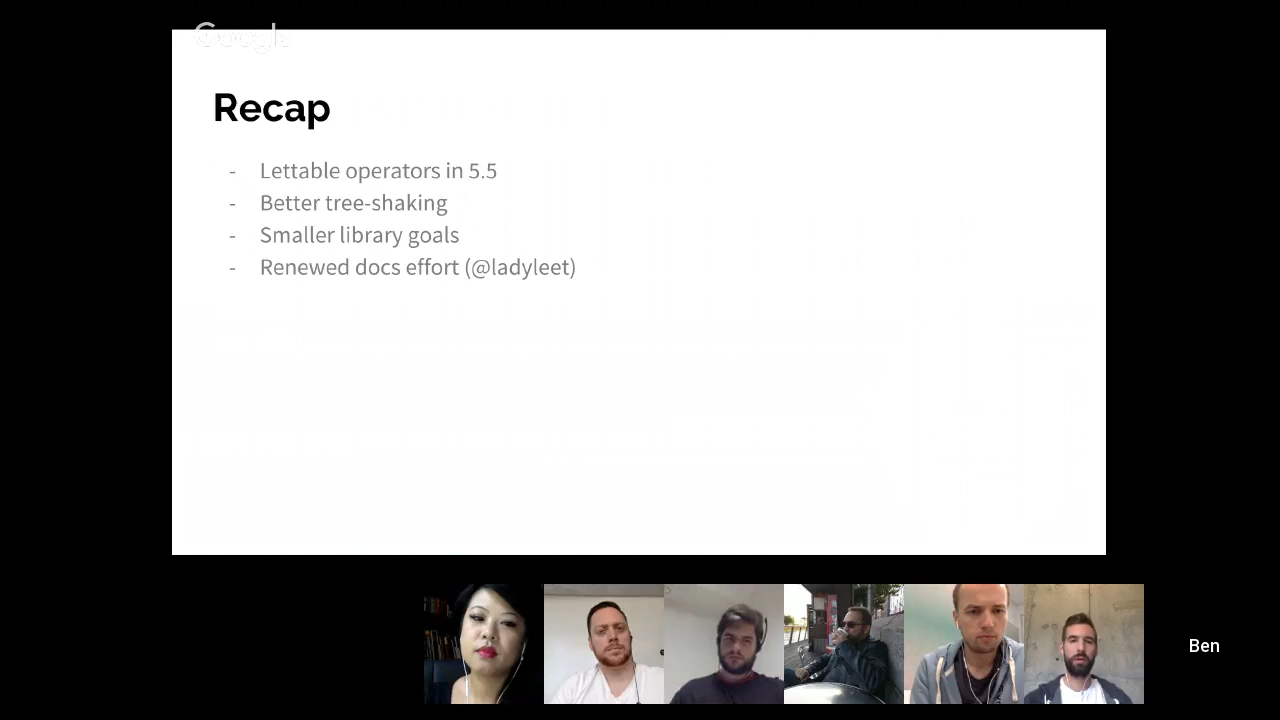 Google
Recap
- Lettable operators in 5.5
- Better tree-shaking
- Smaller library goals
- Renewed docs effort (@ladyleet)
Ben